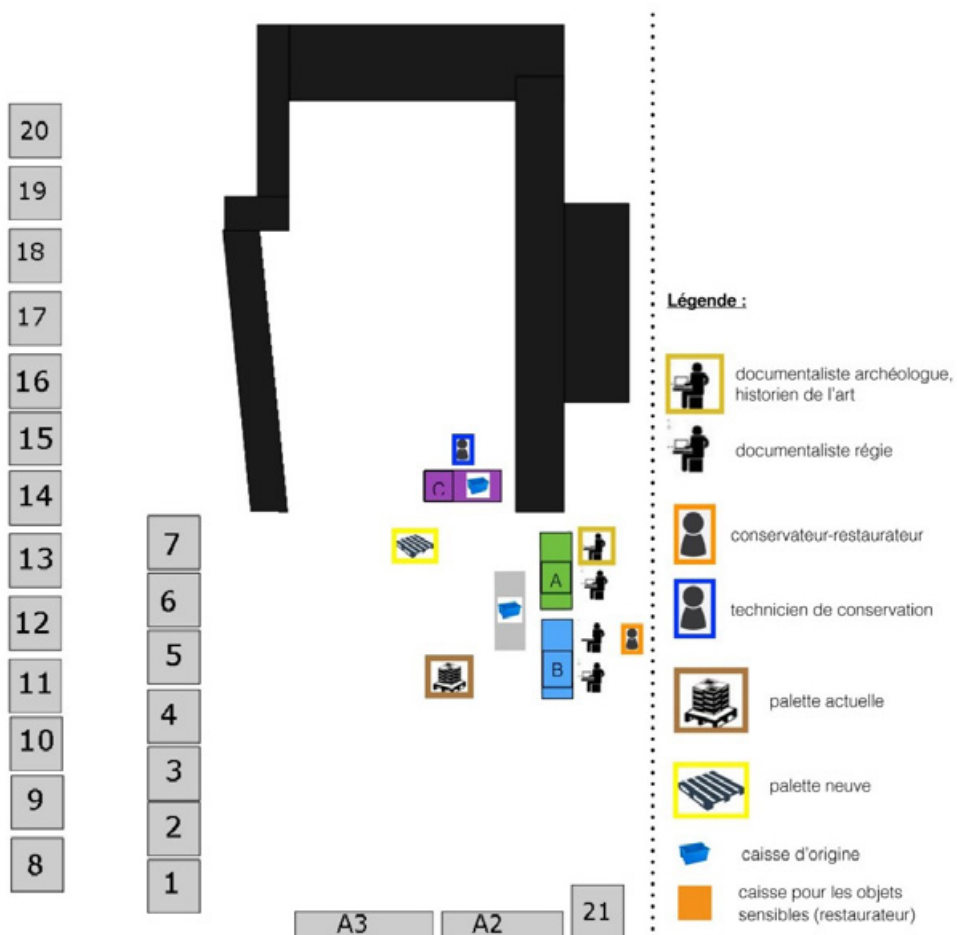 20
19
18
17
16
15
14
13
12
11
10
9
8
7
6
5
4
3
2
1
C
A
B
A3
A2
21
Légende :
documentaliste archéologue,
historien de l'art
documentaliste régie
conservateur-restaurateur
technicien de conservation
palette actuelle
palette neuve
caisse d'origine
caisse pour les objets
sensibles (restaurateur)